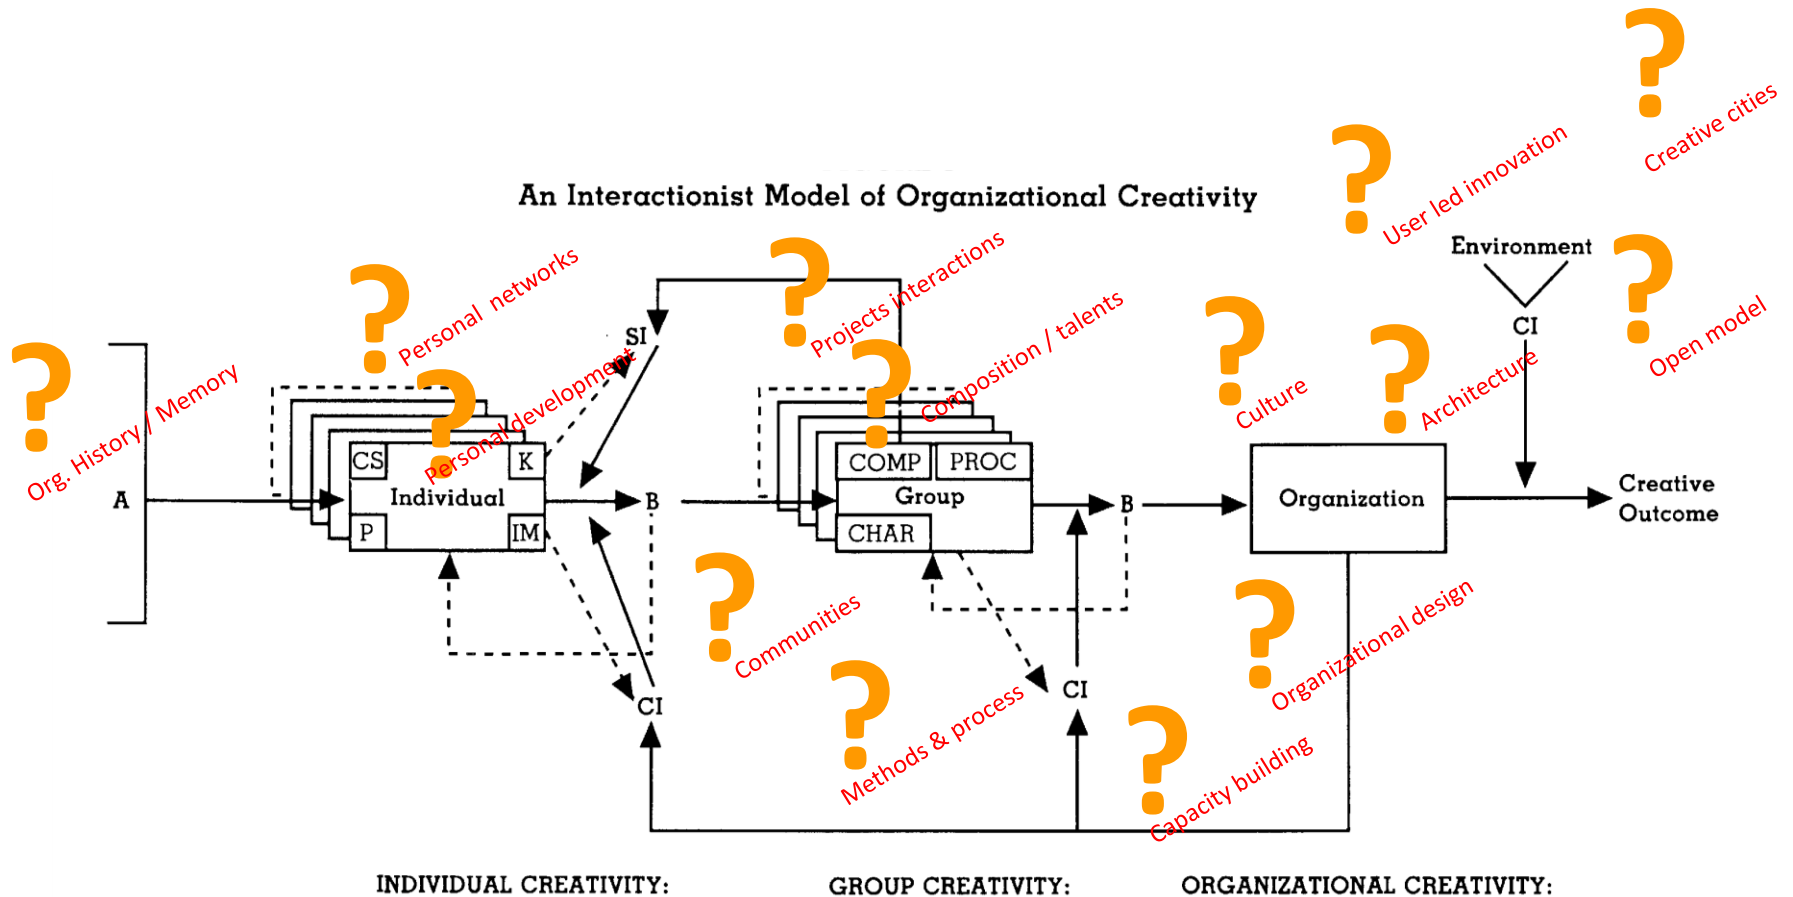 ?
Creative cities
?
User led innovation
An Interactionist Model of Organizational Creativity
Environment
?
Open model
?
Personal networks
?
Projects interactions
?
Culture
?
Architecture
CI
SI
?
Org. History / Memory
?
Personal development
?
Composition / talents
CS
K
Individual
P
IM
A
B
COMP
PROC
Group
CHAR
B
Organization
Creative
Outcome
?
Communities
?
Organizational design
?
Methods & process
CI
CI
?
Capacity building
INDIVIDUAL CREATIVITY:
GROUP CREATIVITY:
ORGANIZATIONAL CREATIVITY: